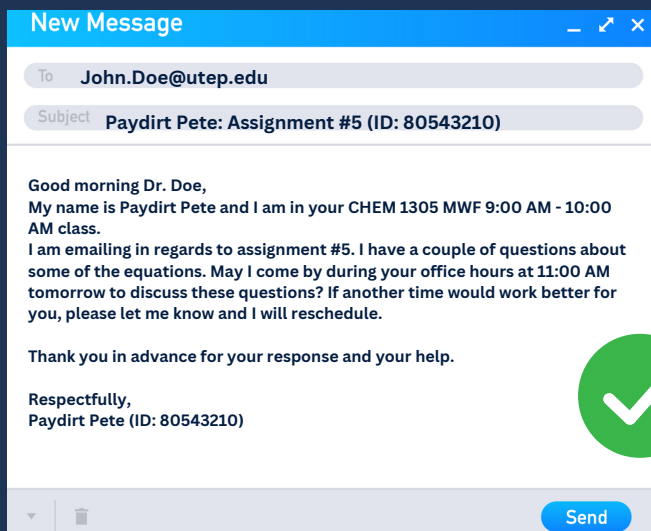 New Message
To John.Doe@utep.edu
Subject Paydirt Pete: Assignment #5 (ID: 80543210)
Good morning Dr. Doe,
My name is Paydirt Pete and I am in your CHEM 1305 MWF 9:00 AM - 10:00
AM class.
I am emailing in regards to assignment #5. I have a couple of questions about
some of the equations. May I come by during your office hours at 11:00 AM
tomorrow to discuss these questions? If another time would work better for
you, please let me know and I will reschedule.
Thank you in advance for your response and your help.
Respectfully,
Paydirt Pete (ID: 80543210)
Send